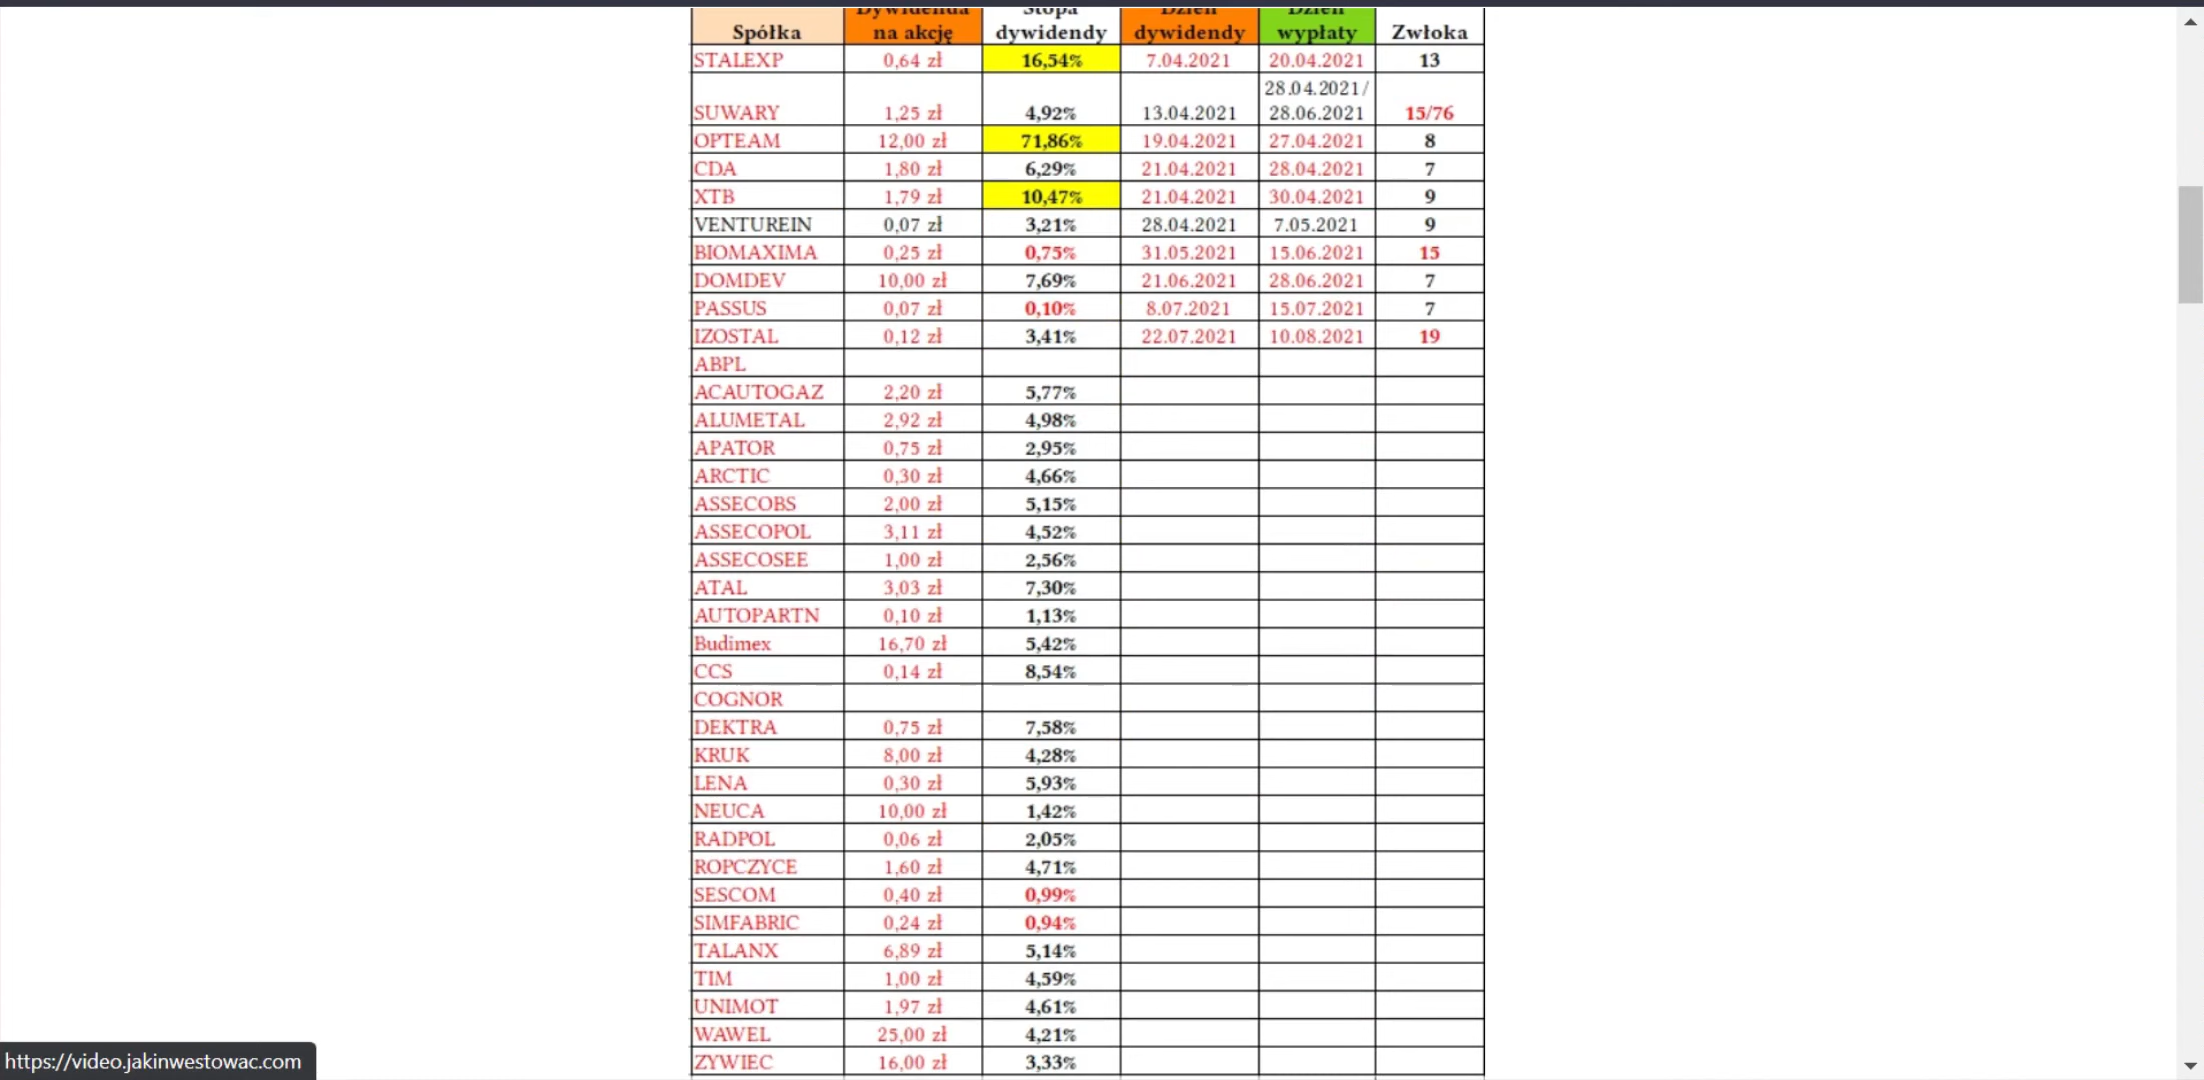 Spółka Dywidenda na akcję Stopa dywidendy Dzień dywidendy Dzień wypłaty Zwłoka
STALEXP 0,64 zł 16,54% 7.04.2021 20.04.2021 13
SUWARY 1,25 zł 4,92% 13.04.2021 28.04.2021/ 28.06.2021 15/76
OPTEAM 12,00 zł 71,86% 19.04.2021 27.04.2021 8
CDA 1,80 zł 6,29% 21.04.2021 28.04.2021 7
XTB 1,79 zł 10,47% 21.04.2021 30.04.2021 9
VENTUREIN 0,07 zł 3,21% 28.04.2021 7.05.2021 9
BIOMAXIMA 0,25 zł 0,75% 31.05.2021 15.06.2021 15
DOMDEV 10,00 zł 7,69% 21.06.2021 28.06.2021 7
PASSUS 0,07 zł 0,10% 8.07.2021 15.07.2021 7
IZOSTAL 0,12 zł 3,41% 22.07.2021 10.08.2021 19
ABPL
ACAUTOGAZ 2,20 zł 5,77%
ALUMETAL 2,92 zł 4,98%
APATOR 0,75 zł 2,95%
ARCTIC 0,30 zł 4,66%
ASSECOBS 2,00 zł 5,15%
ASSECOPOL 3,11 zł 4,52%
ASSECOSEE 1,00 zł 2,56%
ATAL 3,03 zł 7,30%
AUTOPARTN 0,10 zł 1,13%
Budimex 16,70 zł 5,42%
CCS 0,14 zł 8,54%
COGNOR
DEKTRA 0,75 zł 7,58%
KRUK 8,00 zł 4,28%
LENA 0,30 zł 5,93%
NEUCA 10,00 zł 1,42%
RADPOL 0,06 zł 2,05%
ROPCZYCE 1,60 zł 4,71%
SESCOM 0,40 zł 0,99%
SIMFABRIC 0,24 zł 0,94%
TALANX 6,89 zł 5,14%
TIM 1,00 zł 4,59%
UNIMOT 1,97 zł 4,61%
WAWEL 25,00 zł 4,21%
ZYWIEC 16,00 zł 3,33%
https://video.jakinwestowac.com